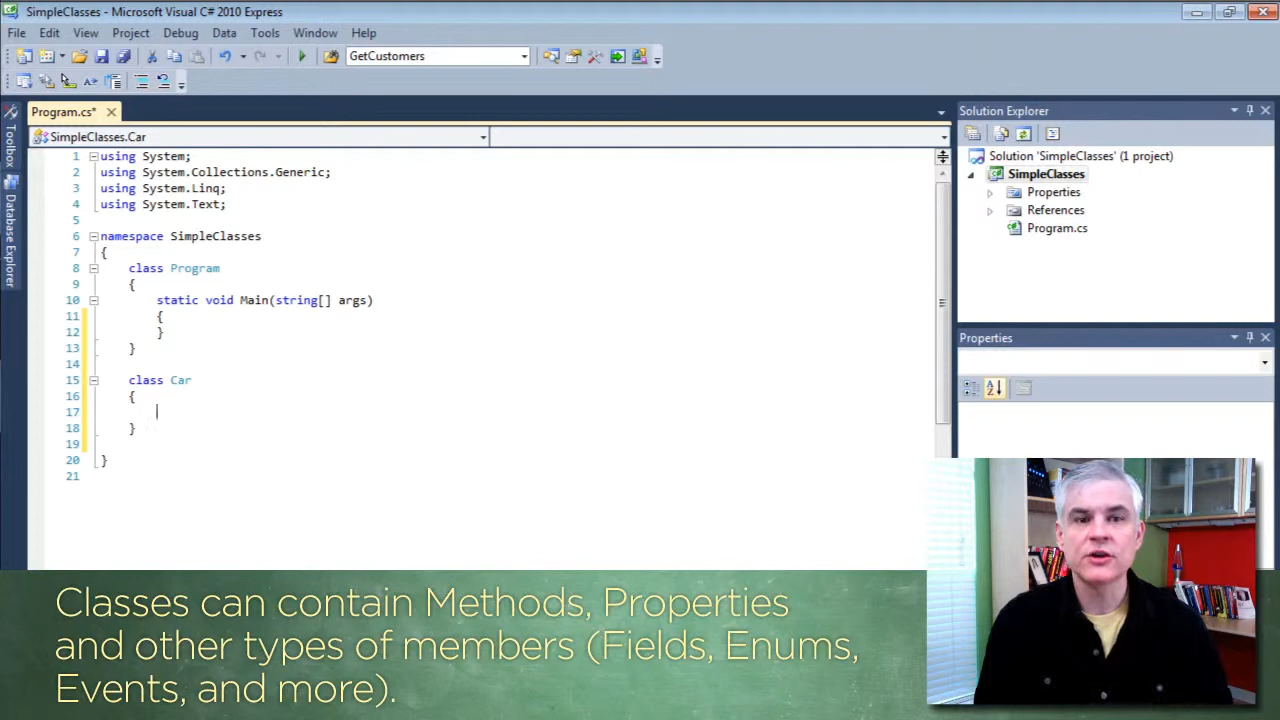 SimpleClasses - Microsoft Visual C# 2010 Express
File Edit View Project Debug Data Tools Window Help
GetCustomers
Toolbox
Database Explorer
Program.cs*
SimpleClasses.Car
1 using System;
2 using System.Collections.Generic;
3 using System.Linq;
4 using System.Text;
5
6 namespace SimpleClasses
7 {
8 class Program
9 {
10 static void Main(string[] args)
11 {
12 }
13 }
14
15 class Car
16 {
17
18 }
19
20 }
21
Solution Explorer
Solution 'SimpleClasses' (1 project)
SimpleClasses
Properties
References
Program.cs
Properties
Classes can contain Methods, Properties
and other types of members (Fields, Enums,
Events, and more).